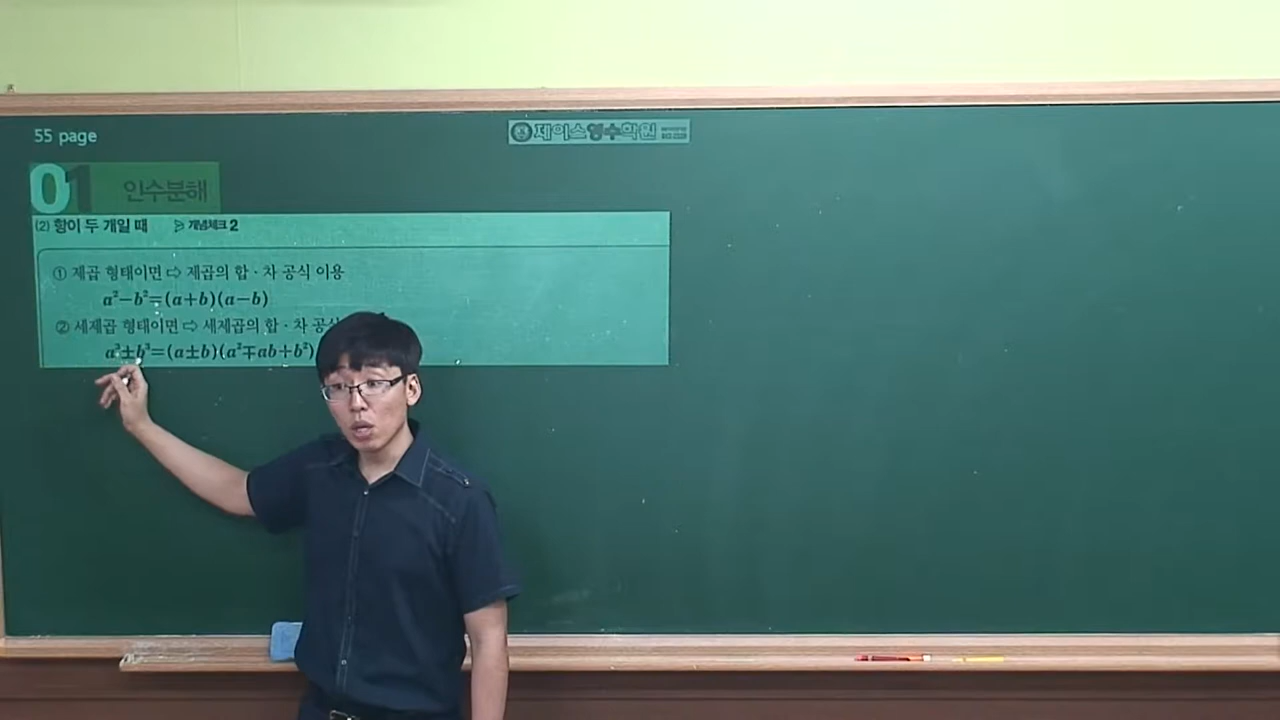 55 page
제이스영수학원
01 인수분해
(2) 항이 두 개일 때 개념체크 2
① 제곱 형태이면 ⇨ 제곱의 합·차 공식 이용
a²-b²=(a+b)(a-b)
② 세제곱 형태이면 ⇨ 세제곱의 합·차 공식
a³±b³=(a±b)(a²∓ab+b²)